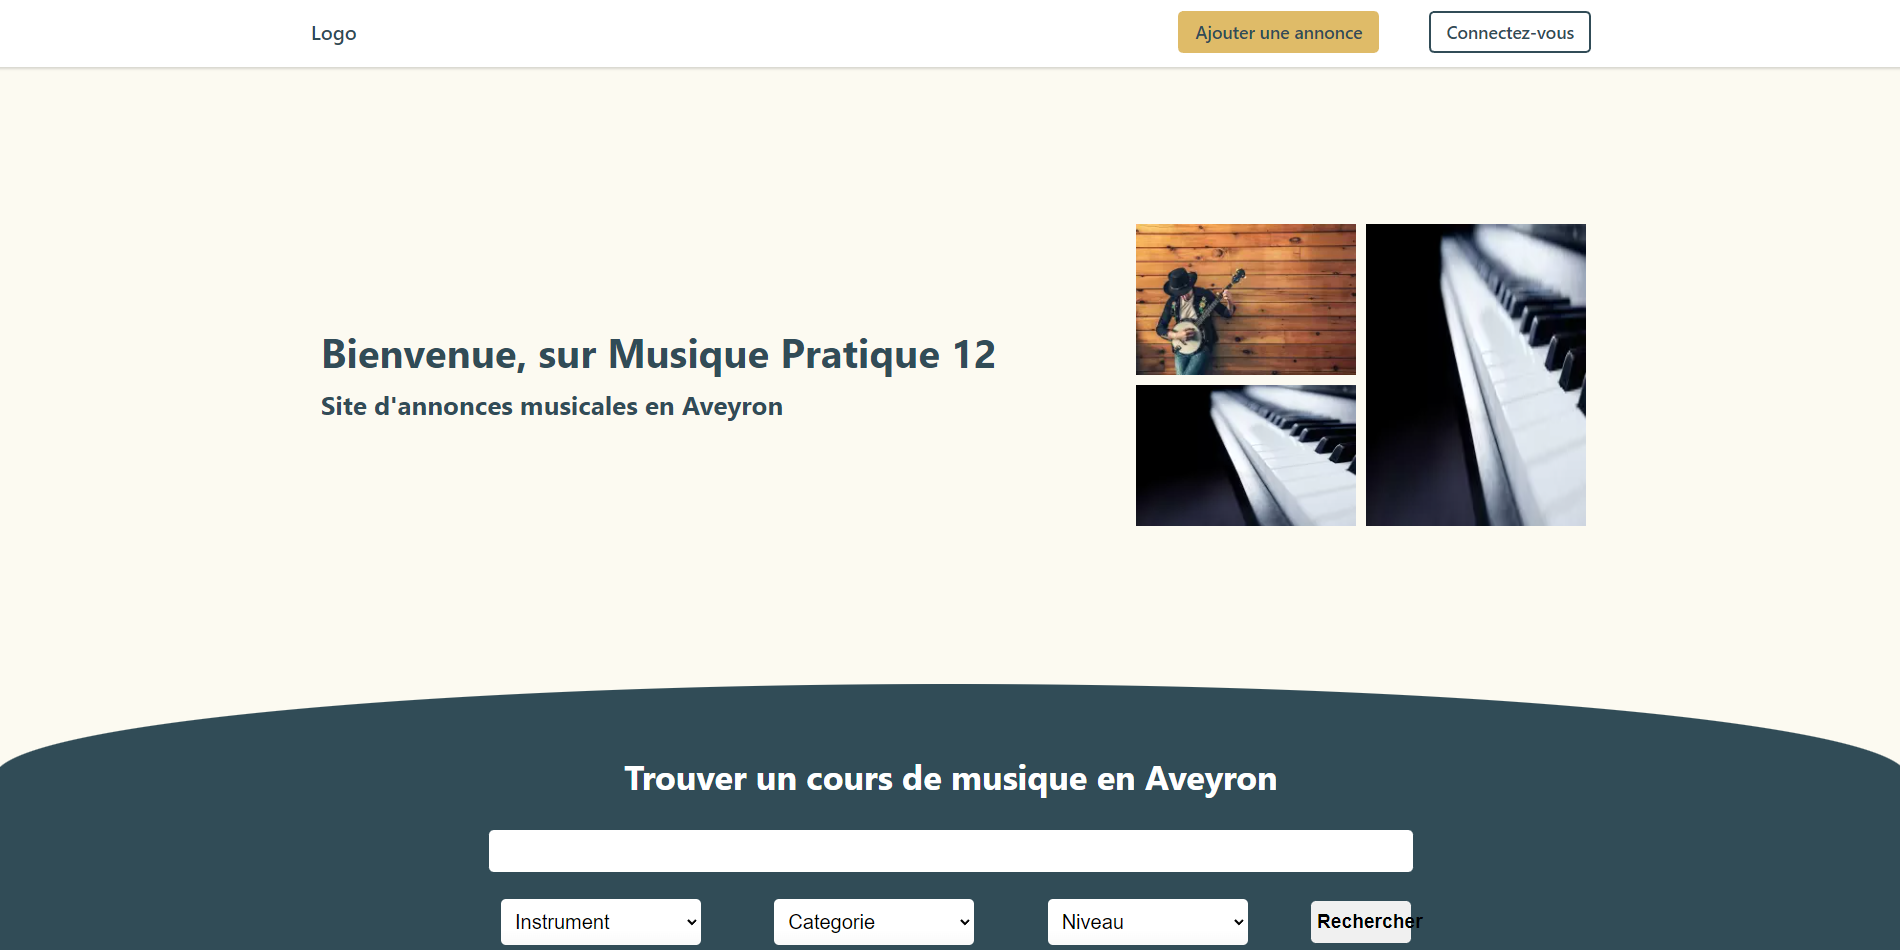 Logo
Ajouter une annonce
Connectez-vous
Bienvenue, sur Musique Pratique 12
Site d'annonces musicales en Aveyron
Trouver un cours de musique en Aveyron
Instrument
Categorie
Niveau
Rechercher